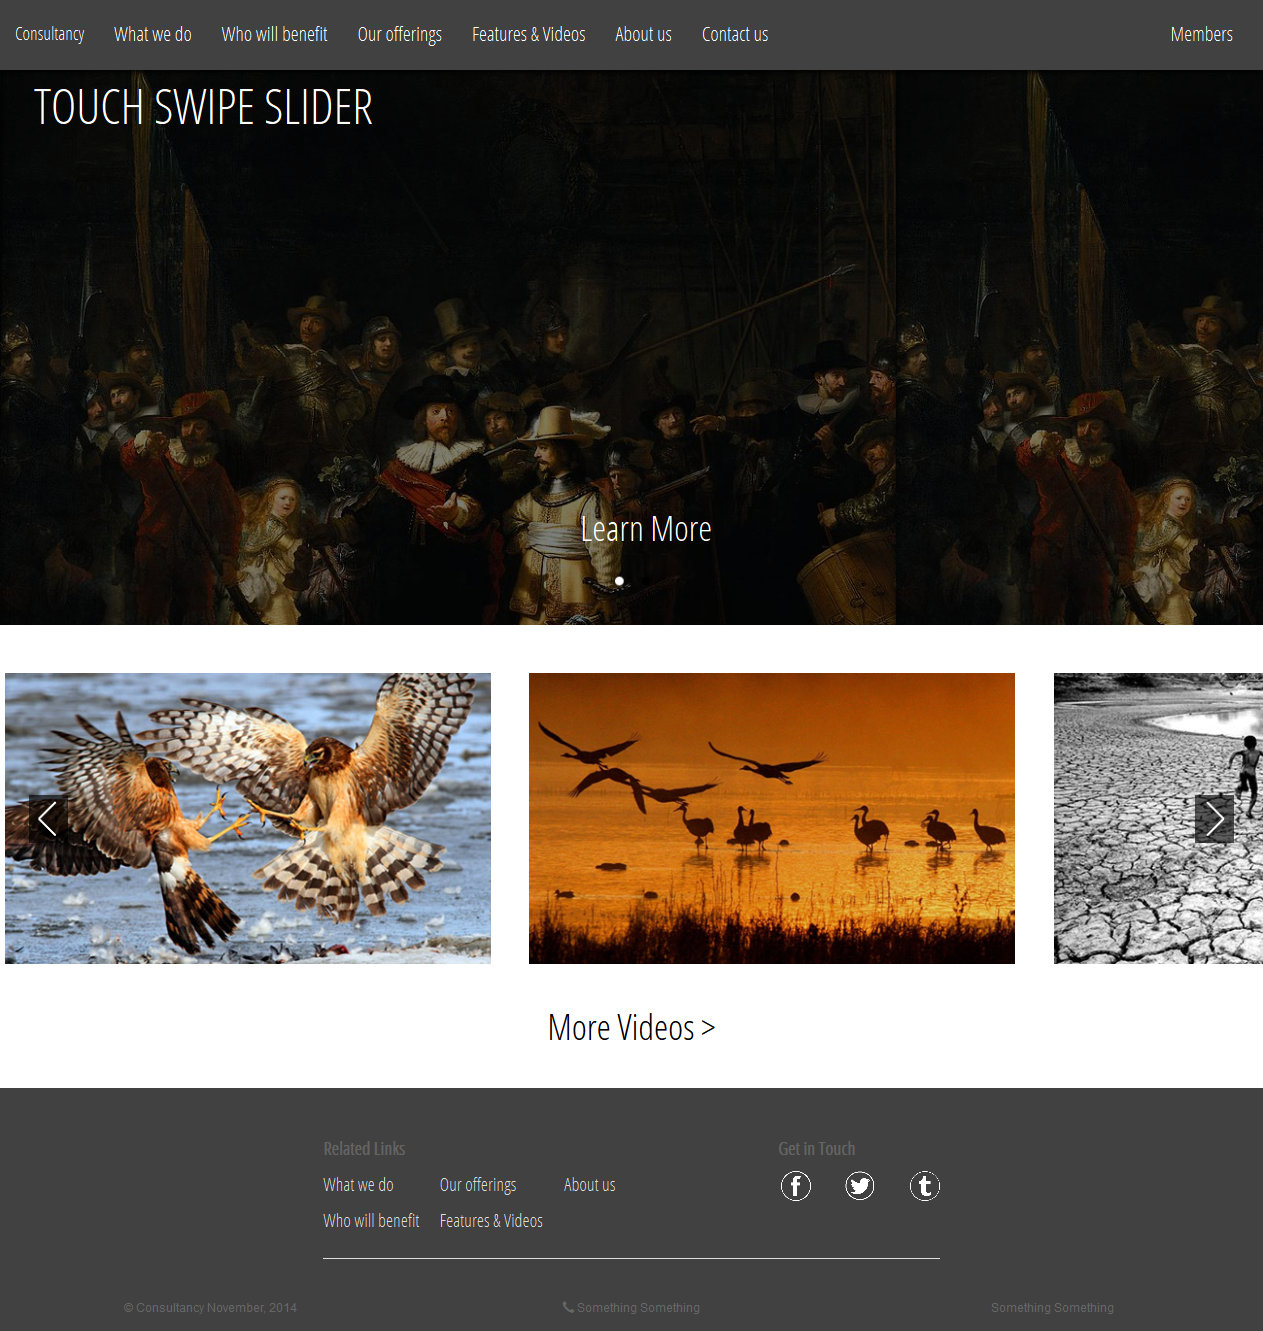 Consultancy What we do Who will benefit Our offerings Features & Videos About us Contact us Members
TOUCH SWIPE SLIDER
Learn More
More Videos >
Related Links Get in Touch
What we do Our offerings About us
Who will benefit Features & Videos
© Consultancy November, 2014 Something Something Something Something